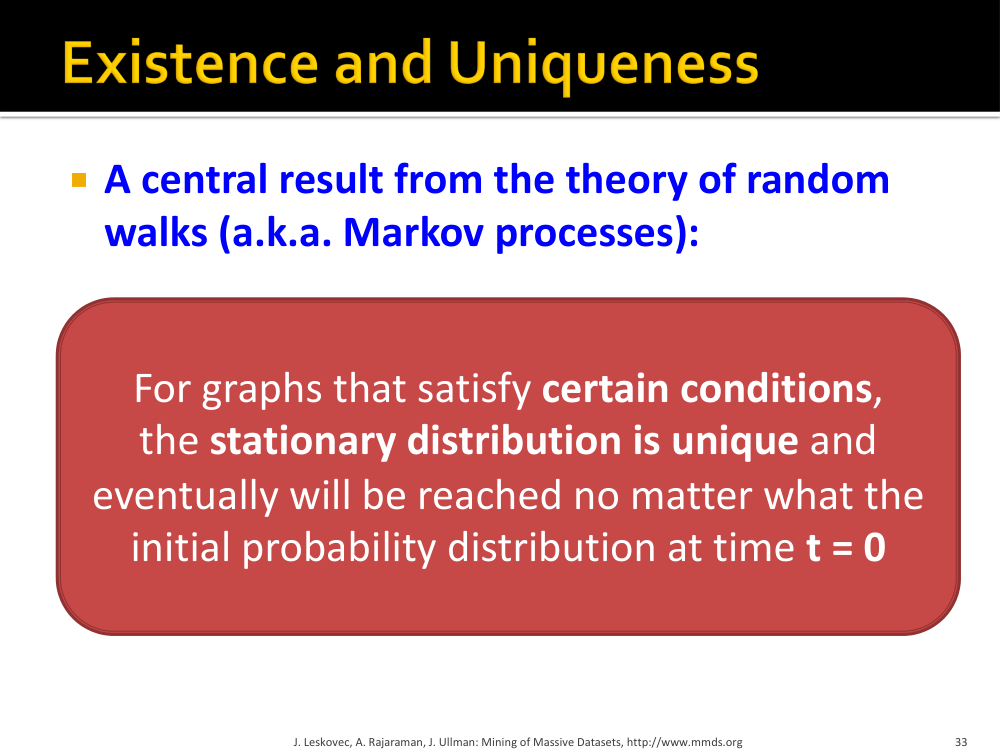 Existence and Uniqueness
A central result from the theory of random
walks (a.k.a. Markov processes):
For graphs that satisfy certain conditions,
the stationary distribution is unique and
eventually will be reached no matter what the
initial probability distribution at time t = 0
J. Leskovec, A. Rajaraman, J. Ullman: Mining of Massive Datasets, http://www.mmds.org
33